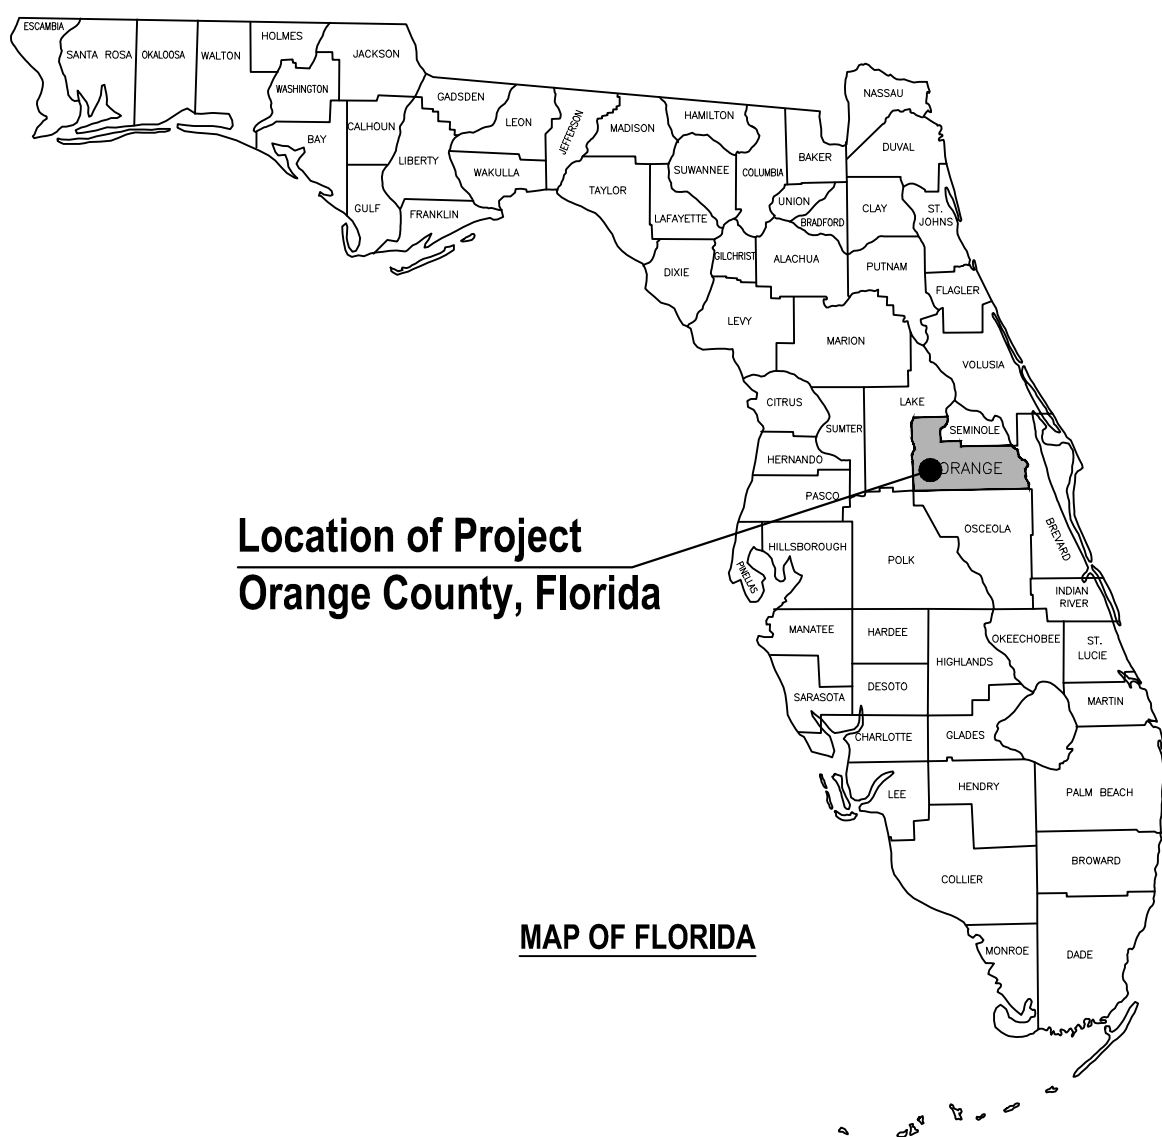 ESCAMBIA
SANTA ROSA
OKALOOSA
WALTON
HOLMES
WASHINGTON
JACKSON
BAY
CALHOUN
GULF
LIBERTY
GADSDEN
FRANKLIN
LEON
WAKULLA
JEFFERSON
MADISON
TAYLOR
HAMILTON
SUWANNEE
LAFAYETTE
DIXIE
COLUMBIA
GILCHRIST
BAKER
UNION
BRADFORD
ALACHUA
LEVY
NASSAU
DUVAL
CLAY
ST.
JOHNS
PUTNAM
FLAGLER
MARION
VOLUSIA
CITRUS
SUMTER
LAKE
SEMINOLE
HERNANDO
ORANGE
PASCO
Location of Project
Orange County, Florida
HILLSBOROUGH
PINELLAS
POLK
OSCEOLA
BREVARD
INDIAN
RIVER
MANATEE
HARDEE
HIGHLANDS
OKEECHOBEE
ST.
LUCIE
SARASOTA
DESOTO
MARTIN
CHARLOTTE
GLADES
LEE
HENDRY
PALM BEACH
COLLIER
BROWARD
MAP OF FLORIDA
MONROE
DADE